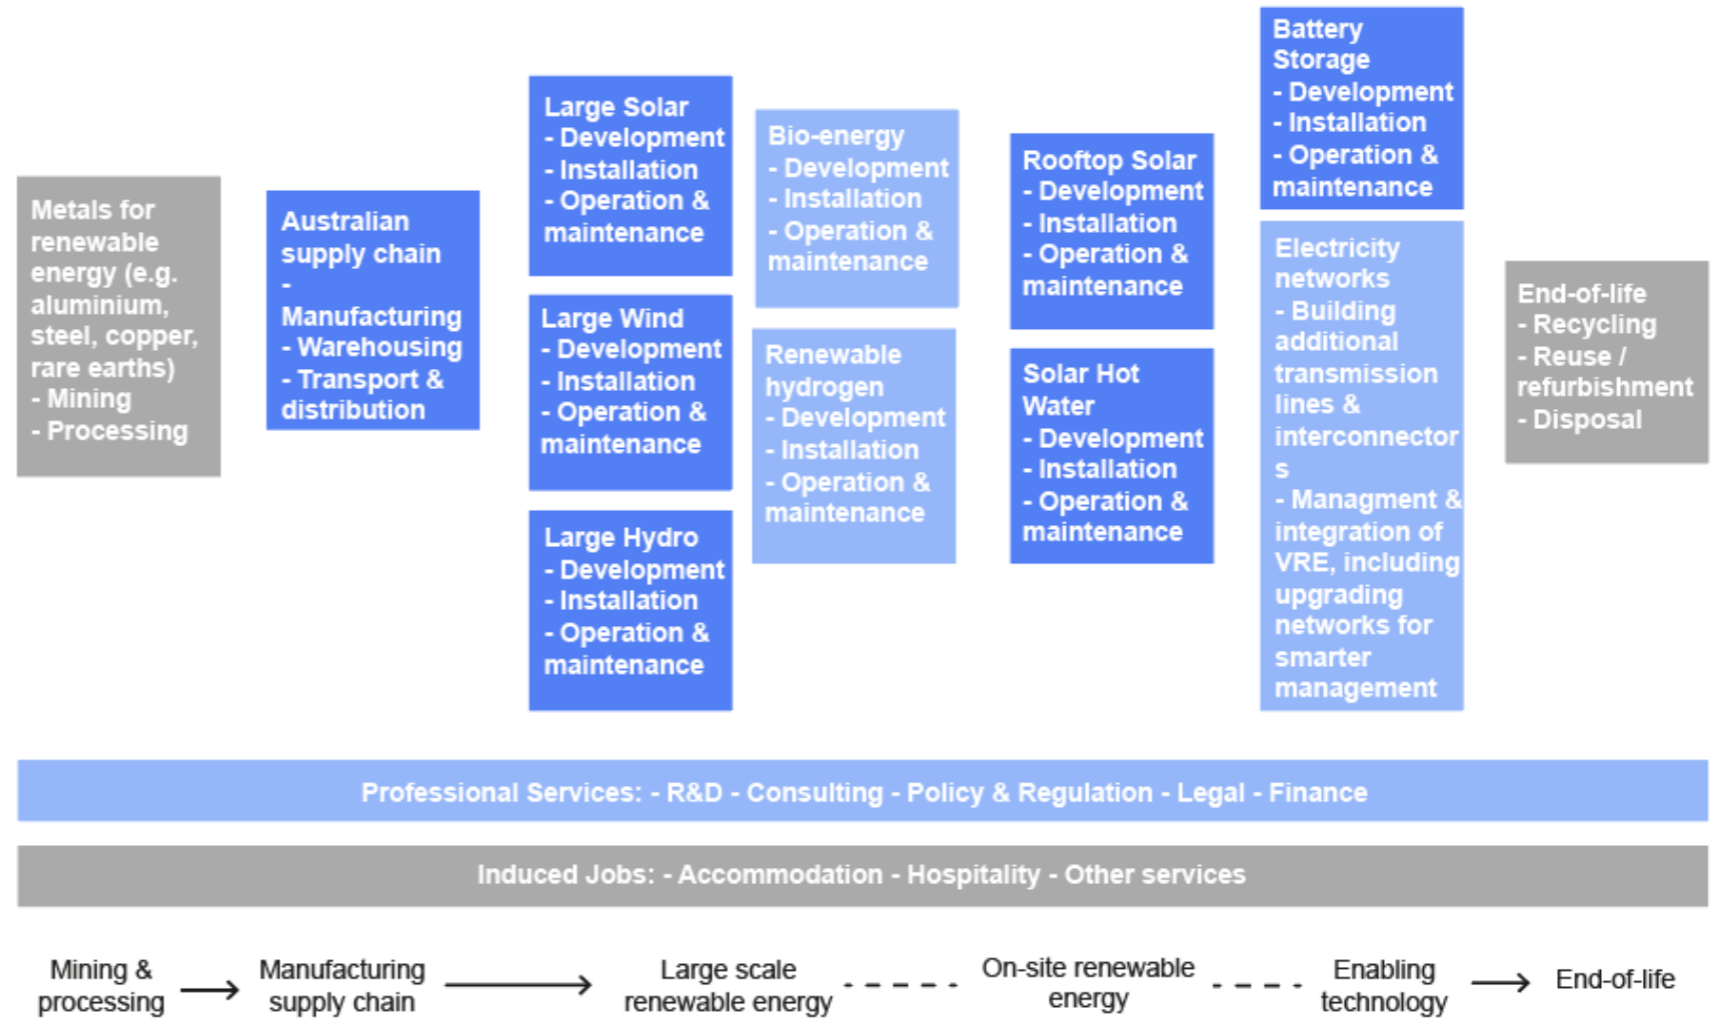 Metals for
renewable
energy (e.g.
aluminium,
steel, copper,
rare earths)
- Mining
- Processing
Australian
supply chain
-
Manufacturing
- Warehousing
- Transport &
distribution
Large Solar
- Development
- Installation
- Operation &
maintenance
Large Wind
- Development
- Installation
- Operation &
maintenance
Large Hydro
- Development
- Installation
- Operation &
maintenance
Bio-energy
- Development
- Installation
- Operation &
maintenance
Renewable
hydrogen
- Development
- Installation
- Operation &
maintenance
Rooftop Solar
- Development
- Installation
- Operation &
maintenance
Solar Hot
Water
- Development
- Installation
- Operation &
maintenance
Battery
Storage
- Development
- Installation
- Operation &
maintenance
Electricity
networks
- Building
additional
transmission
lines &
interconnector
s
- Managment &
integration of
VRE, including
upgrading
networks for
smarter
management
End-of-life
- Recycling
- Reuse /
refurbishment
- Disposal
Professional Services: - R&D - Consulting - Policy & Regulation - Legal - Finance
Induced Jobs: - Accommodation - Hospitality - Other services
Mining &
processing
Manufacturing
supply chain
Large scale
renewable energy
On-site renewable
energy
Enabling
technology
End-of-life